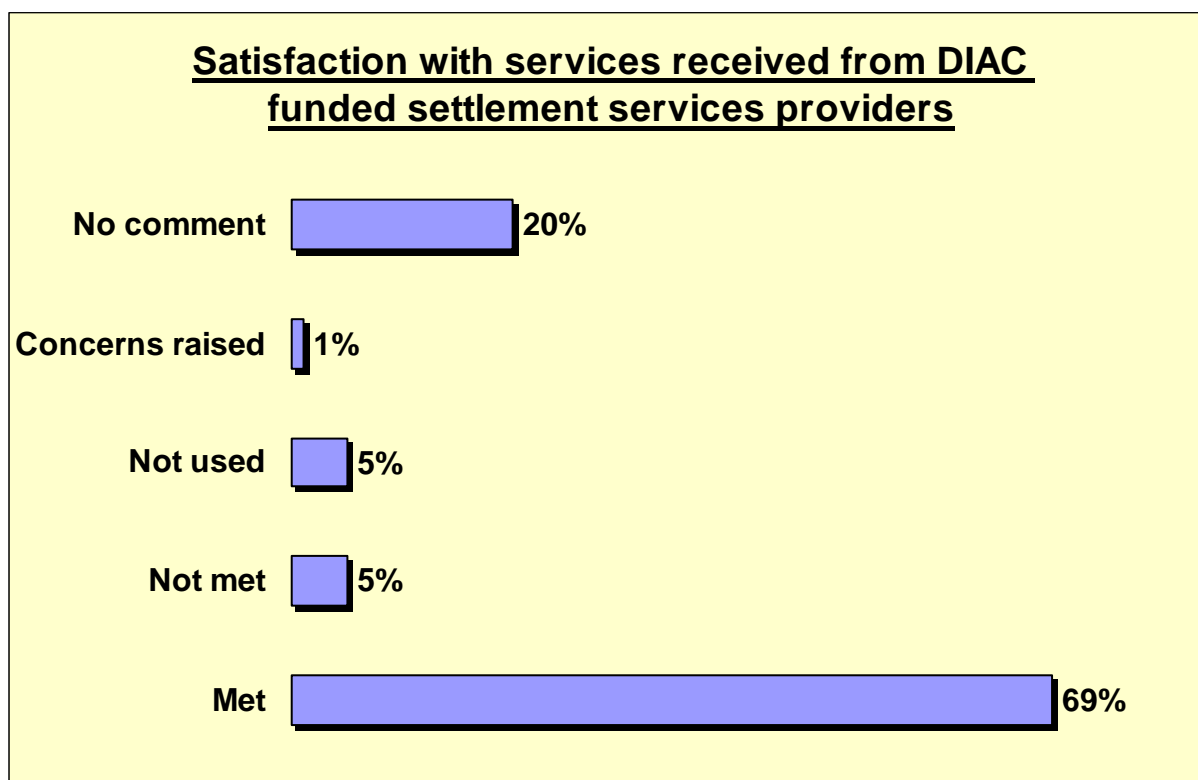 Satisfaction with services received from DIAC
funded settlement services providers
No comment 20%
Concerns raised 1%
Not used 5%
Not met 5%
Met 69%